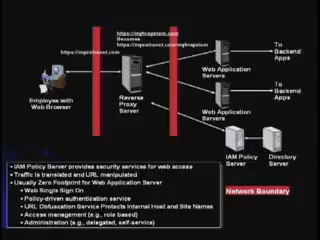 https://myhrsystem.com
Becomes
https://myextranet.com/myhrsystem
https://myextranet.com
To
Backend
Apps
Web Application
Servers
Employee with
Web Browser
Reverse
Proxy
Server
To
Backend
Apps
Web Application
Servers
IAM Policy
Server
Directory
Server
• IAM Policy Server provides security services for web access
• Traffic is translated and URL manipulated
• Usually Zero Footprint for Web Application Server
• Web Single Sign On
• Policy-driven authentication service
• URL Obfuscation Service Protects Internal Host and Site Names
• Access management (e.g., role based)
• Administration (e.g., delegated, self-service)
Network Boundary